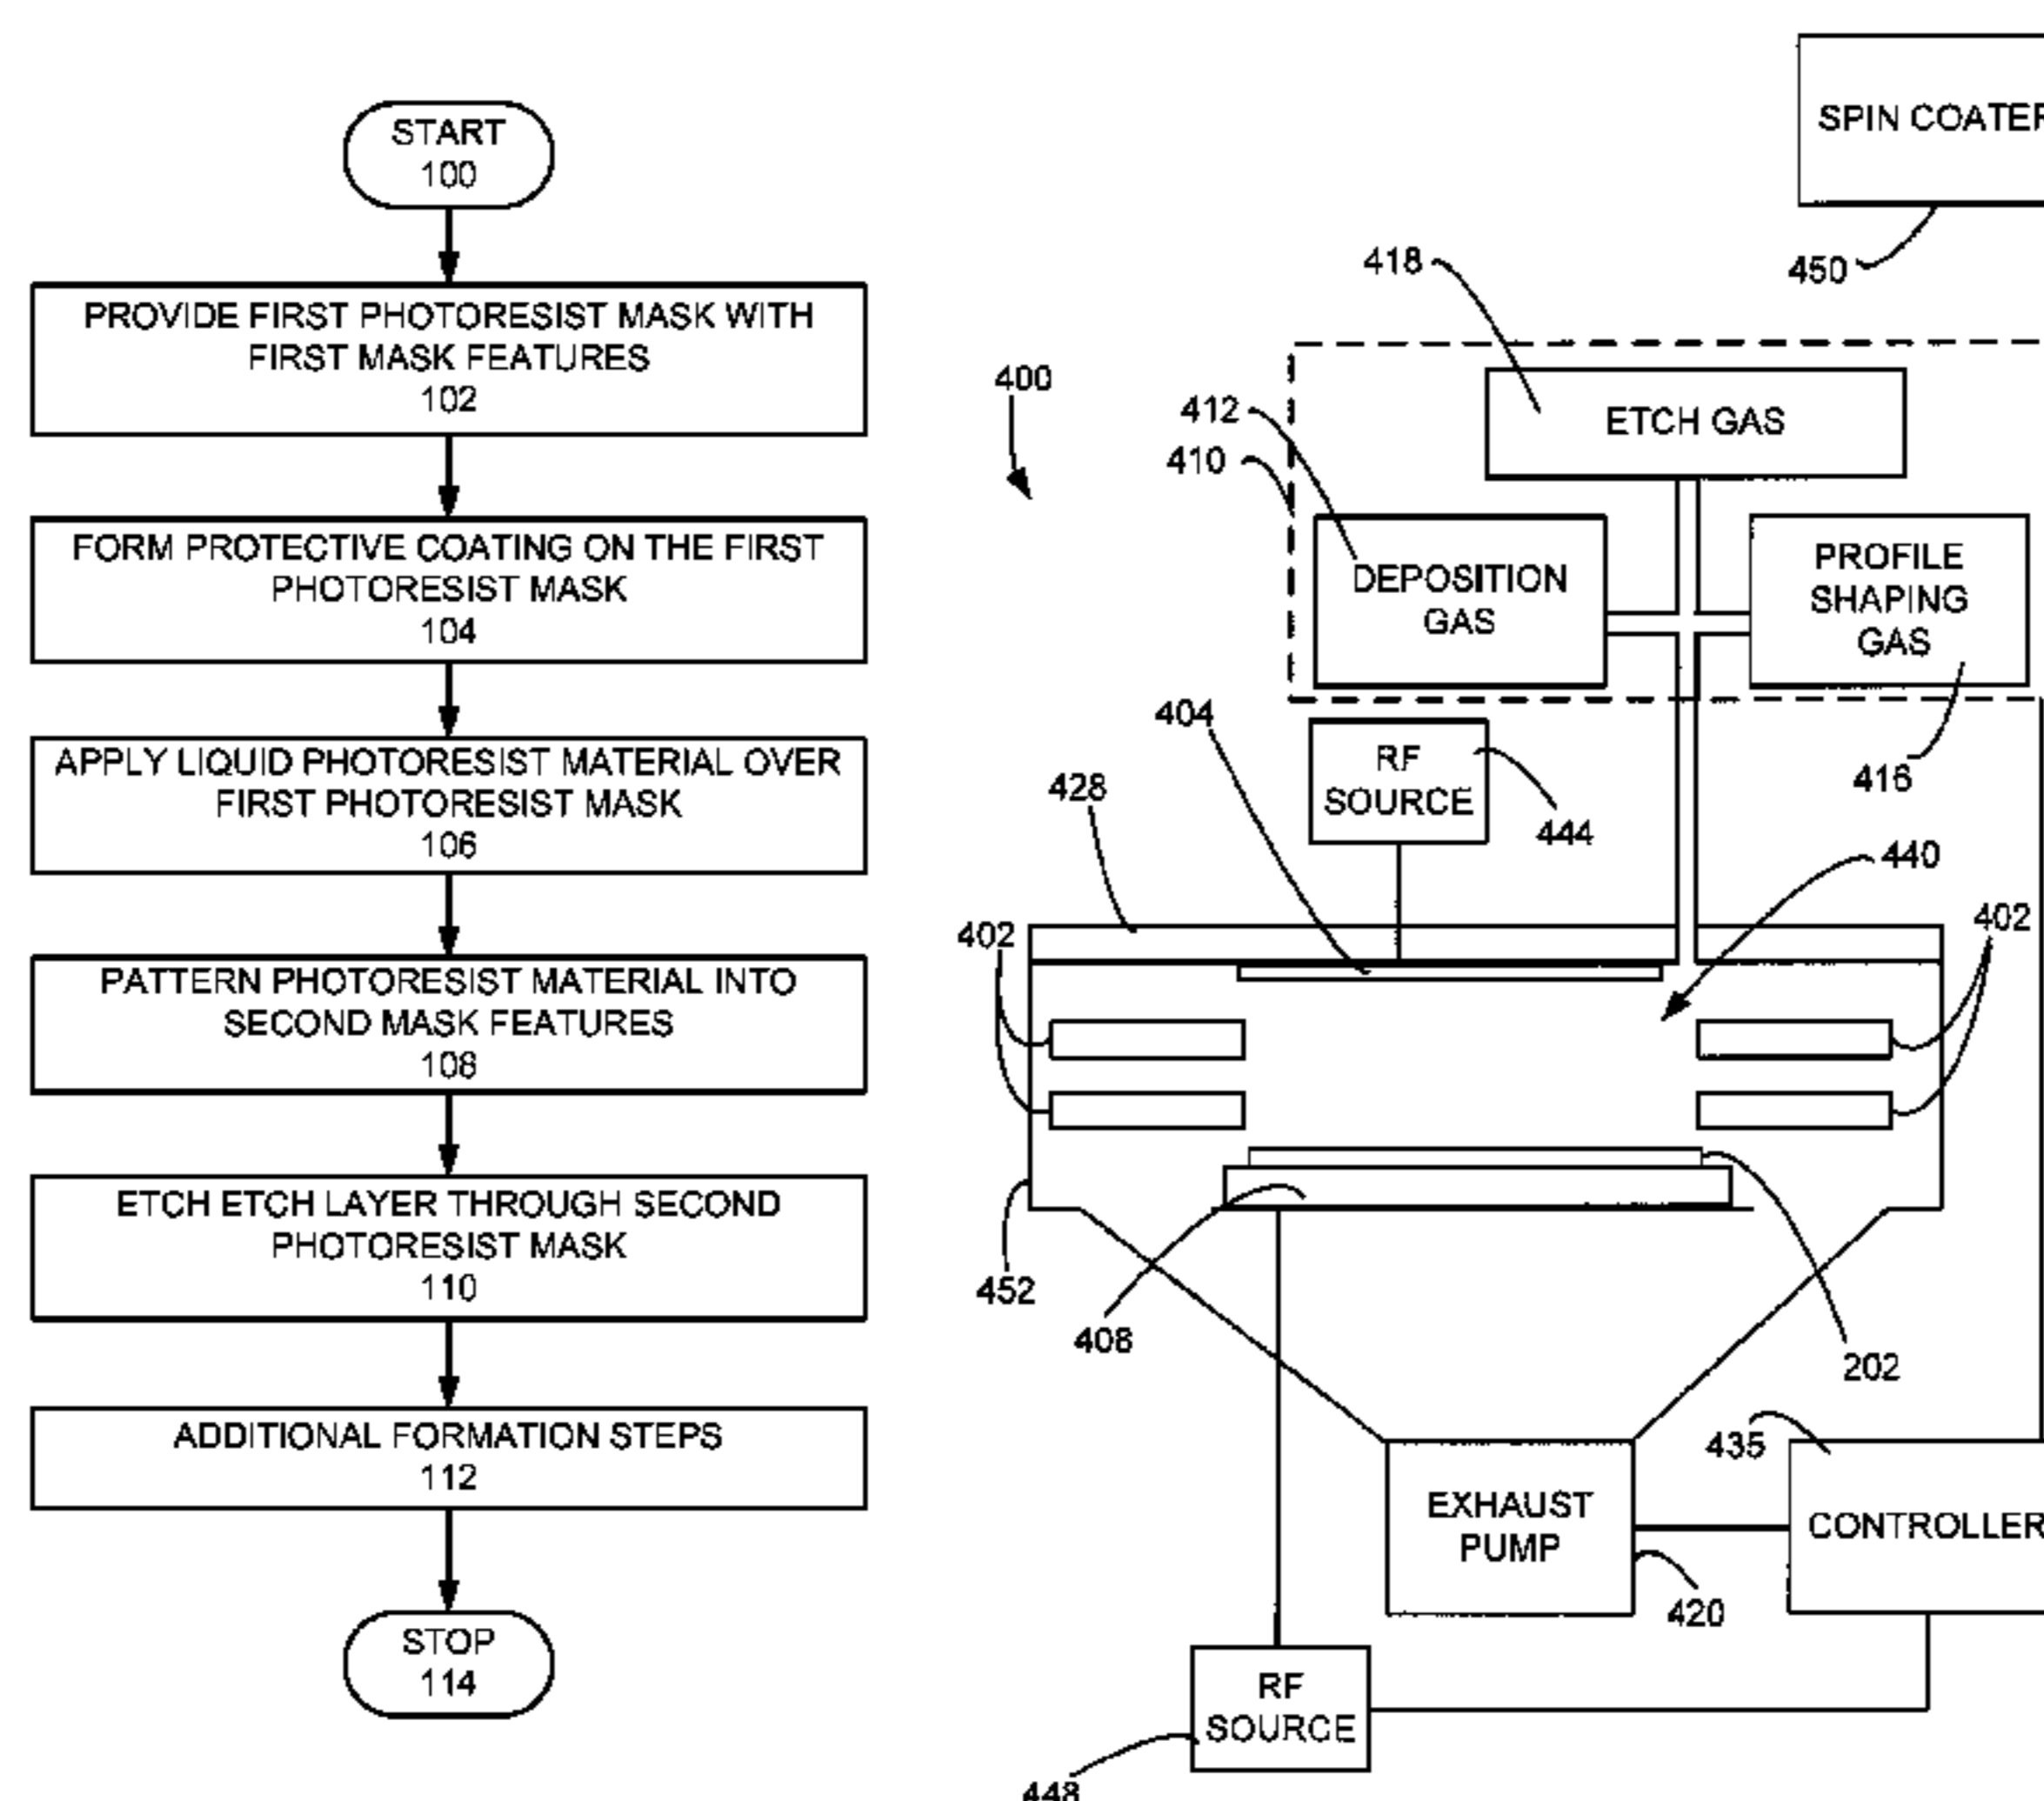 START
100
PROVIDE FIRST PHOTORESIST MASK WITH
FIRST MASK FEATURES
102
FORM PROTECTIVE COATING ON THE FIRST
PHOTORESIST MASK
104
APPLY LIQUID PHOTORESIST MATERIAL OVER
FIRST PHOTORESIST MASK
106
PATTERN PHOTORESIST MATERIAL INTO
SECOND MASK FEATURES
108
ETCH ETCH LAYER THROUGH SECOND
PHOTORESIST MASK
110
ADDITIONAL FORMATION STEPS
112
STOP
114
SPIN COATER
450
418
400
412
410
ETCH GAS
DEPOSITION
GAS
PROFILE
SHAPING
GAS
416
404
RF
SOURCE
444
428
440
402
402
452
408
202
435
EXHAUST
PUMP
420
CONTROLLER
RF
SOURCE
448